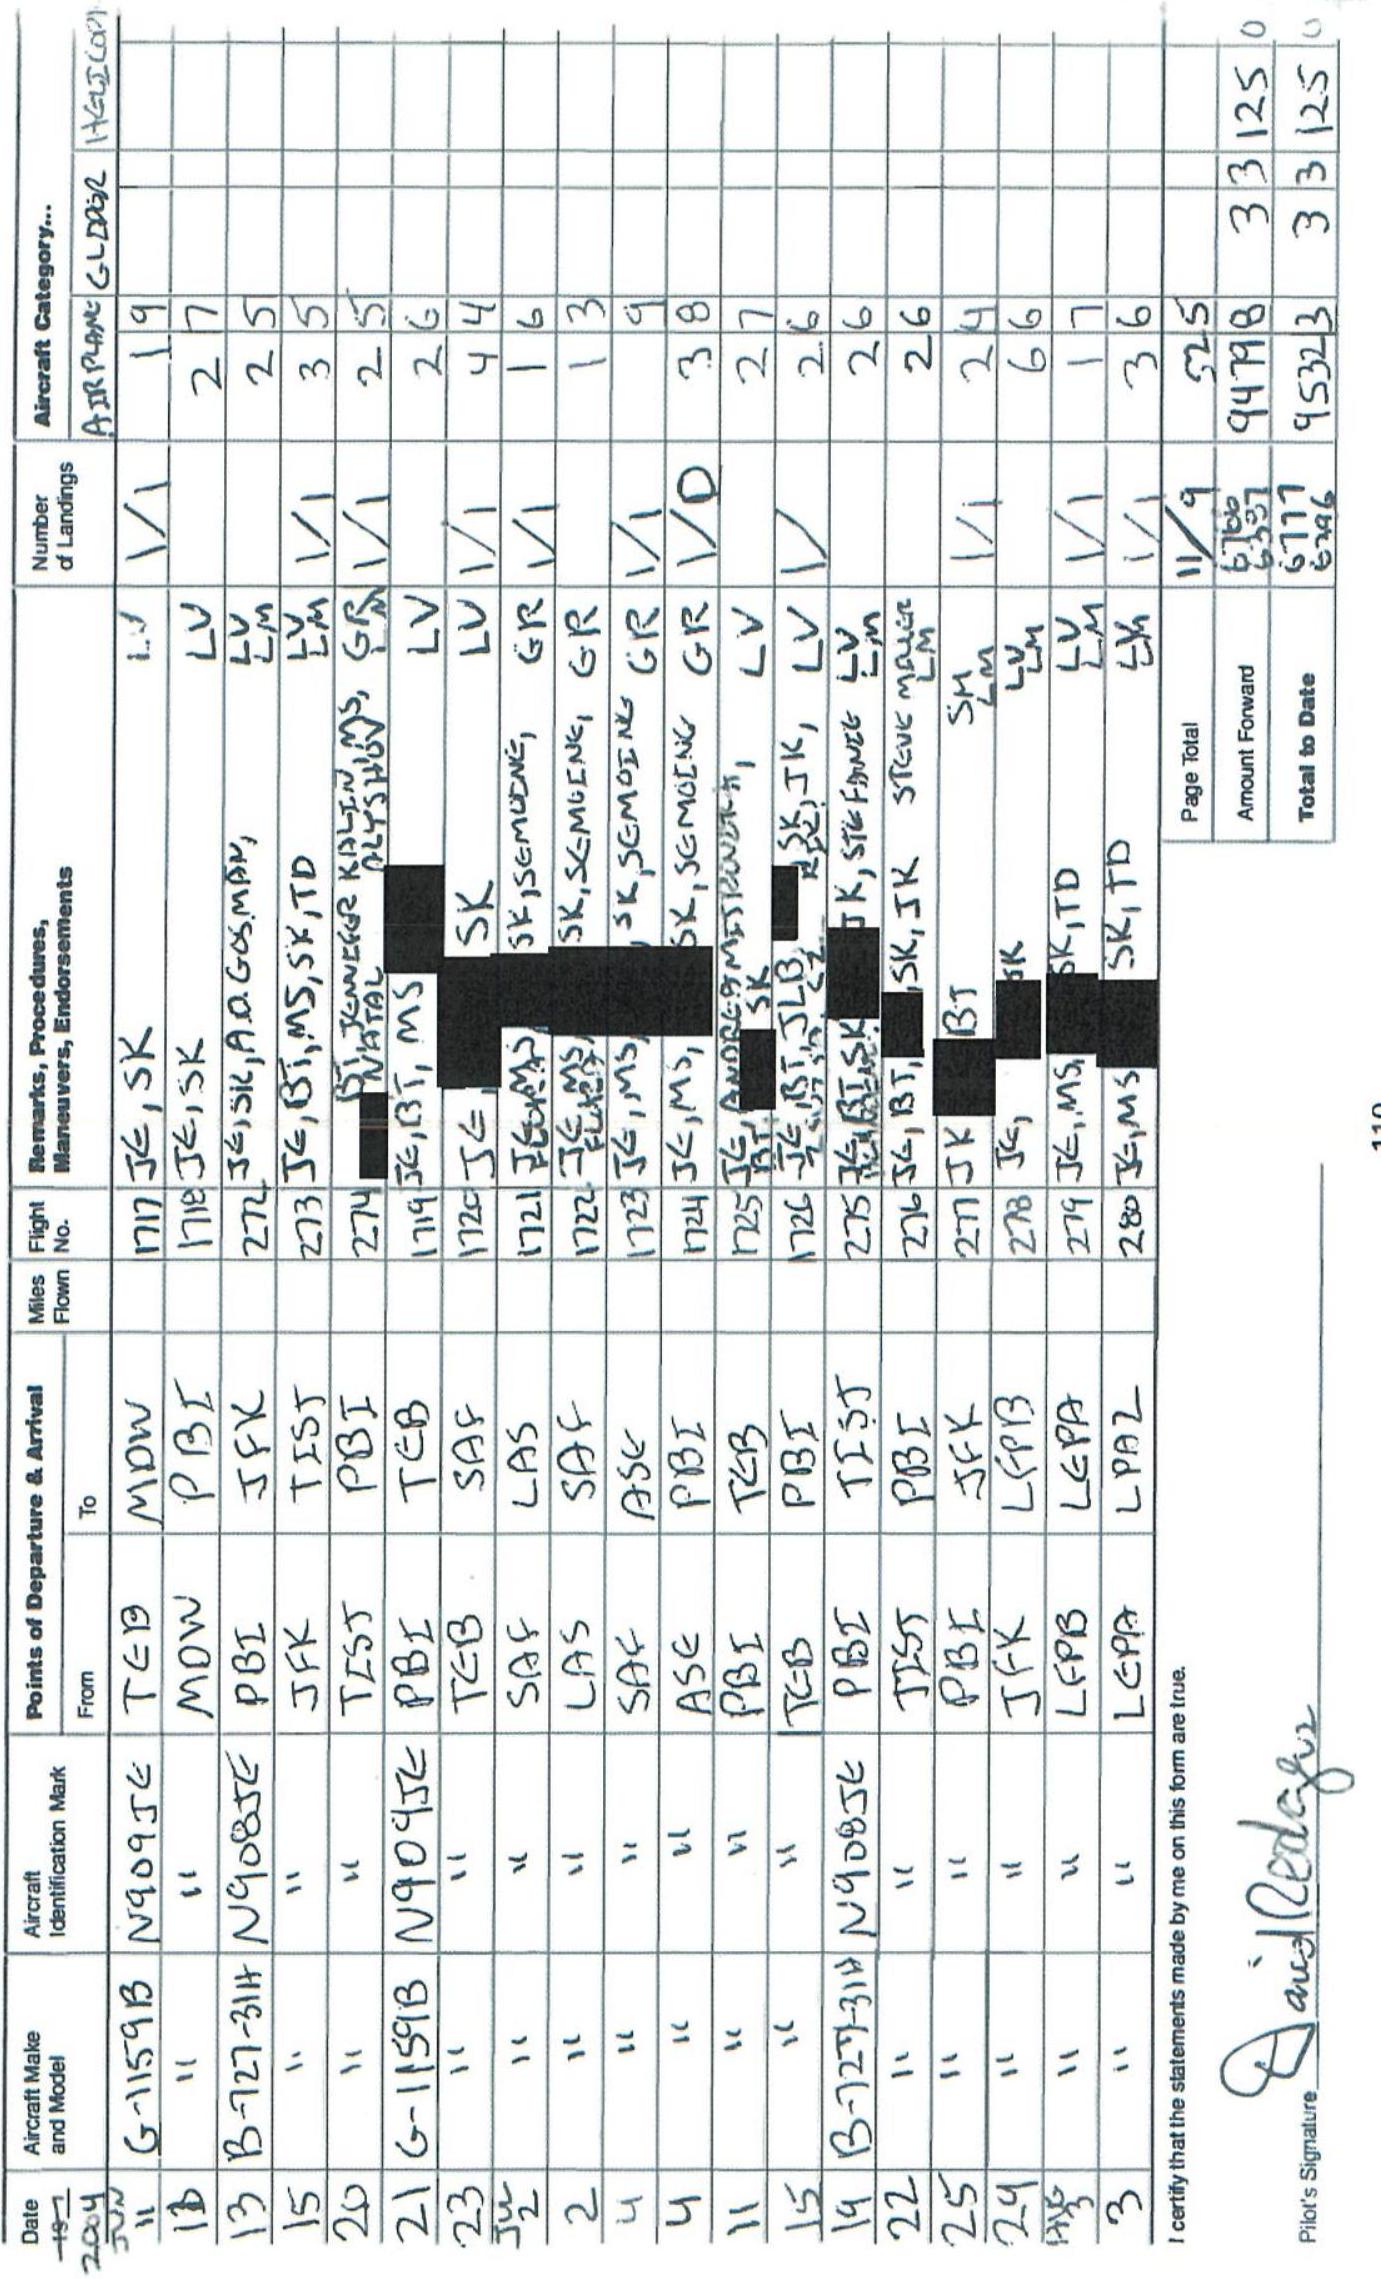 Date Aircraft Make and Model Aircraft Identification Mark Points of Departure & Arrival Miles Flown Flight No. Remarks, Procedures, Maneuvers, Endorsements Number of Landings Aircraft Category...
2004 From To AIRPLANE GLIDER
JUN 11 G-1159B N909JE TEB MDW 1717 JE, SK LV 1/1 1 9
" " MDW PBI 1718 JE, SK LV 2 7
13 B-727-31H N908JE PBI JFK 272 JE, SK, A.D. GOSMAN, LV LM 2 5
15 " " JFK TIST 273 JE, BT, MS, SK, TD LV LM 1/1 3 5
20 " " TIST PBI 274 BT, JENNIFER KALIN, MS, NATAL GR LM 1/1 2 5
21 G-1159B N909JE PBI TEB 1719 JE, BT, MS LV 2 6
23 " " TEB SAF 1720 JE, SK LV 1/1 4 4
JUL 2 " " SAF LAS 1721 JE, MS, SK, SEMOINE, GR 1/1 1 6
2 " " LAS SAF 1722 JE, MS, SK, SEMOINE, GR 1 3
4 " " SAF ASE 1723 JE, MS, SK, SEMOING GR 1/1 9
4 " " ASE PBI 1724 JE, MS, SK, SEMOING GR 1/0 3 8
11 " " PBI TEB 1725 JE, BT SK LV 2 7
15 " " TEB PBI 1726 JE, BT, JLB, SK, JK, LV 1/ 2 6
19 B-727-31H N908JE PBI TIST 275 JE, BT, SK JK, STEFANIE LV LM 2 6
22 " " TIST PBI 276 JE, BT, SK, JK STEVE LM 2 6
25 " " PBI JFK 277 JK BT SM LM 1/1 2 4
29 " " JFK LFPB 278 JE, SK LV LM 6 6
AUG 3 " " LFPB LEPA 279 JE, MS, SK, TD LV LM 1/1 1 7
3 " " LEPA LPAZ 280 JE, MS SK, TD 1/1 3 6
I certify that the statements made by me on this form are true.
Page Total 11/9 52 5
Amount Forward 9479 8 3 3 125 0
Pilot's Signature
Total to Date 6777 9532 3 3 3 125 0